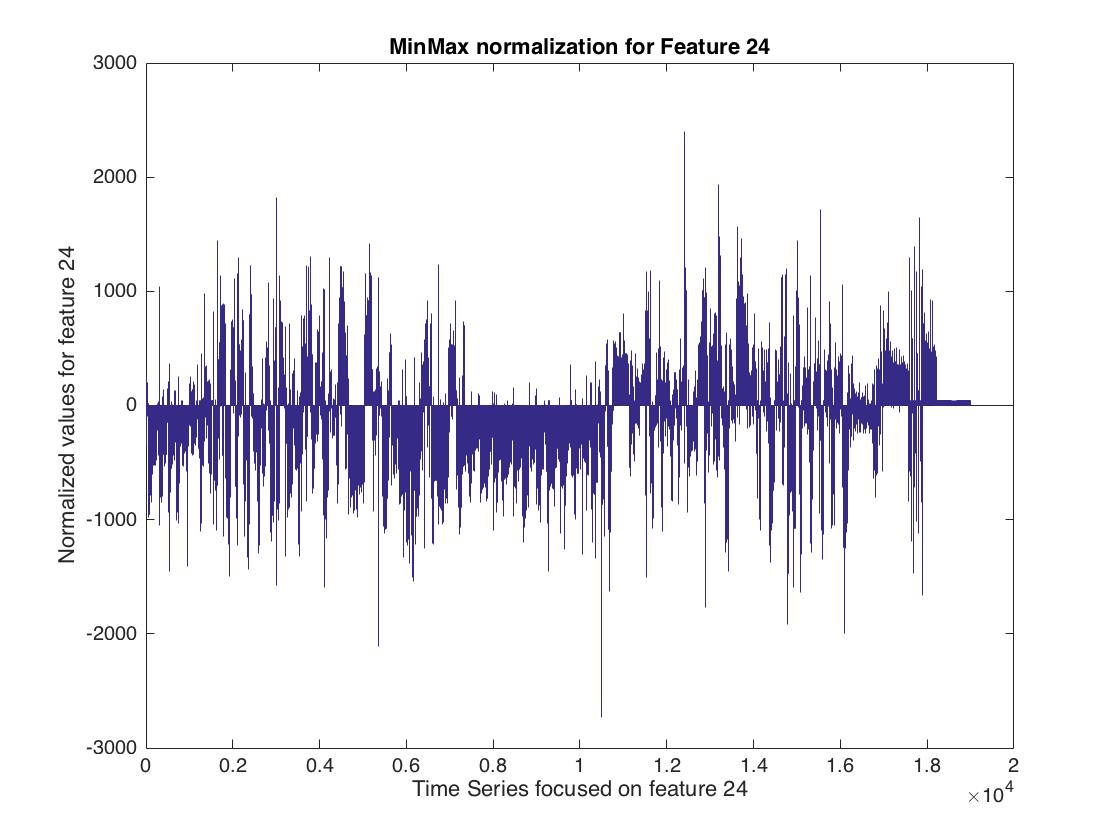 MinMax normalization for Feature 24
3000
2000
1000
0
-1000
-2000
-3000
Normalized values for feature 24
0 0.2 0.4 0.6 0.8 1 1.2 1.4 1.6 1.8 2
Time Series focused on feature 24
×10⁴